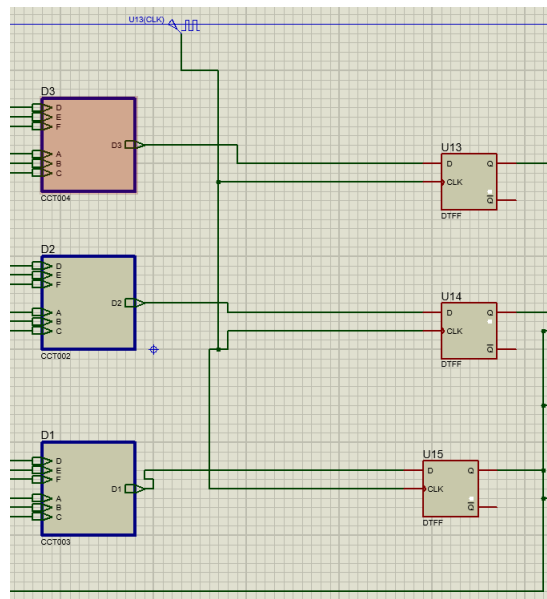 U13(CLK)
D3
D
E
F
A
B
C
D3
CCT004
U13
D
Q
CLK
Q
DTFF
D2
D
E
F
A
B
C
D2
CCT002
U14
D
Q
CLK
Q
DTFF
D1
D
E
F
A
B
C
D1
CCT003
U15
D
Q
CLK
Q
DTFF